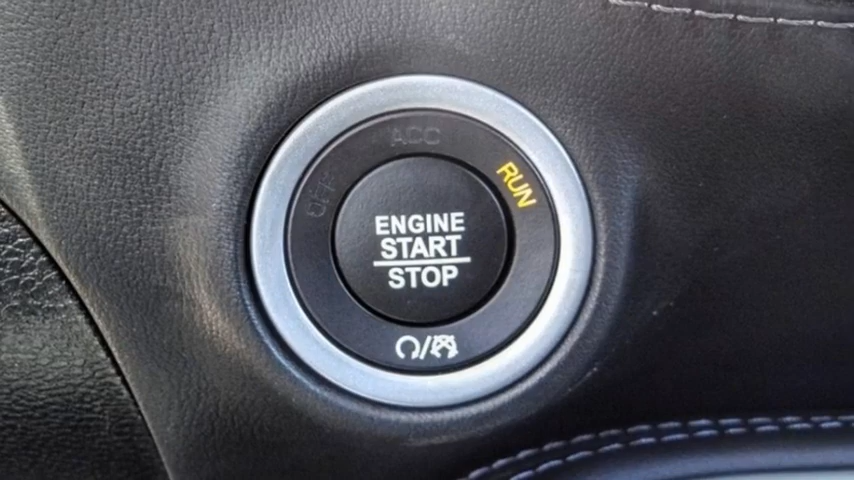 ACC
OFF
RUN
ENGINE
START
STOP